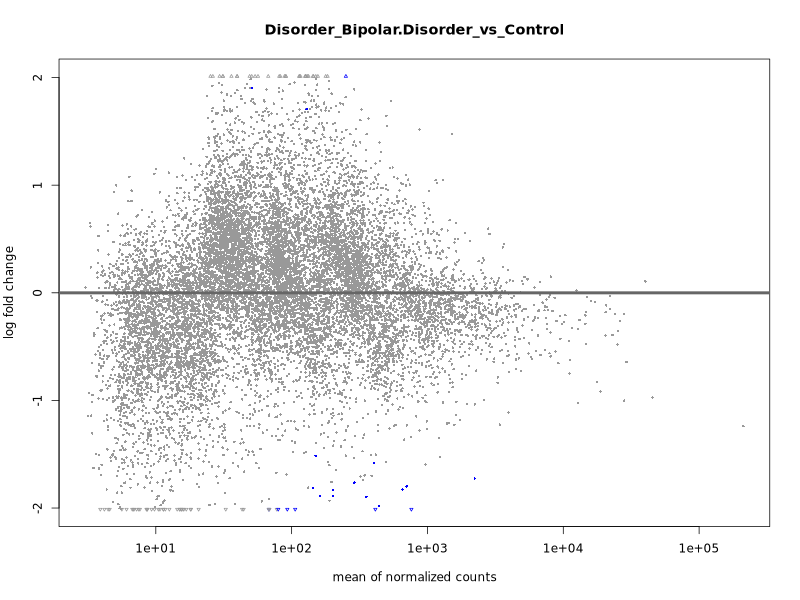 Disorder_Bipolar.Disorder_vs_Control
log fold change
2
1
0
-1
-2
1e+01 1e+02 1e+03 1e+04 1e+05
mean of normalized counts